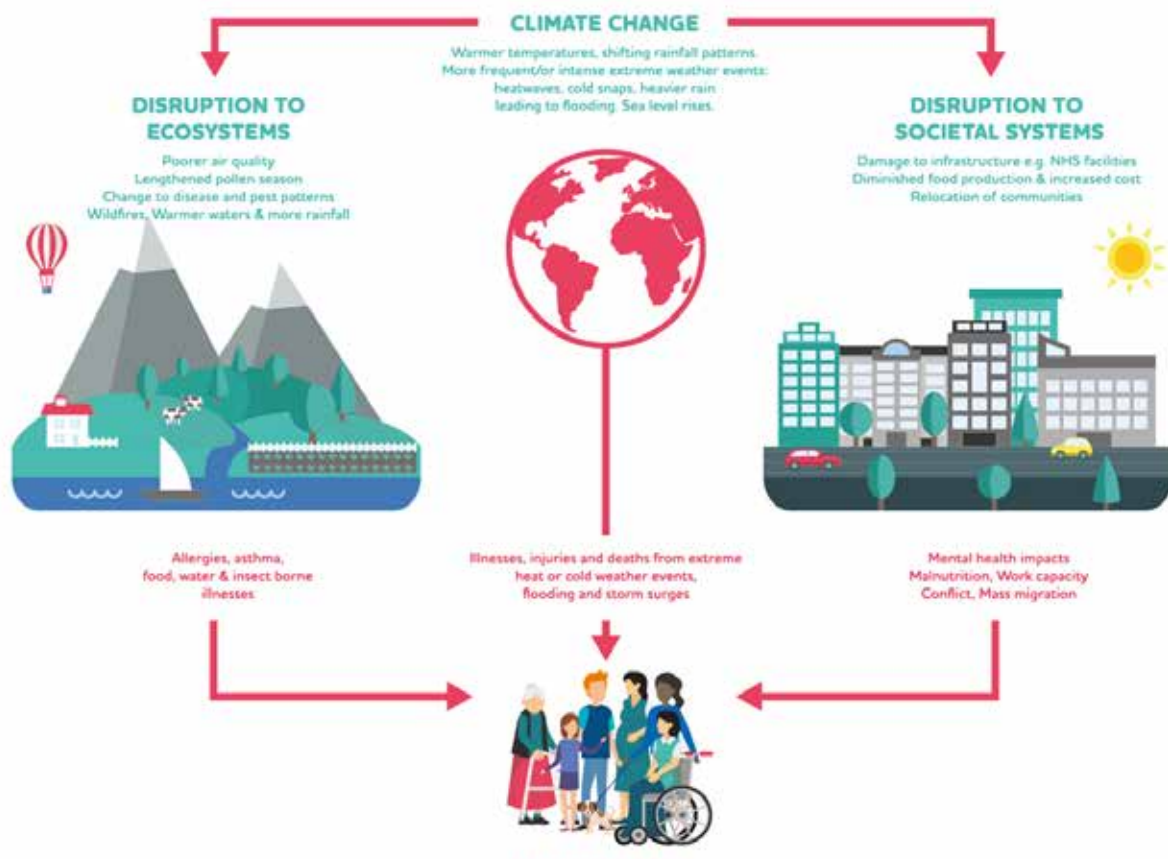 CLIMATE CHANGE
Warmer temperatures, shifting rainfall patterns.
More frequent/or intense extreme weather events:
heatwaves, cold snaps, heavier rain
leading to flooding. Sea level rises.
DISRUPTION TO
ECOSYSTEMS
Poorer air quality
Lengthened pollen season
Change to disease and pest patterns
Wildfires, Warmer waters & more rainfall
DISRUPTION TO
SOCIETAL SYSTEMS
Damage to infrastructure e.g. NHS facilities
Diminished food production & increased cost
Relocation of communities
Allergies, asthma,
food, water & insect borne
illnesses
Illnesses, injuries and deaths from extreme
heat or cold weather events,
flooding and storm surges
Mental health impacts
Malnutrition, Work capacity
Conflict, Mass migration